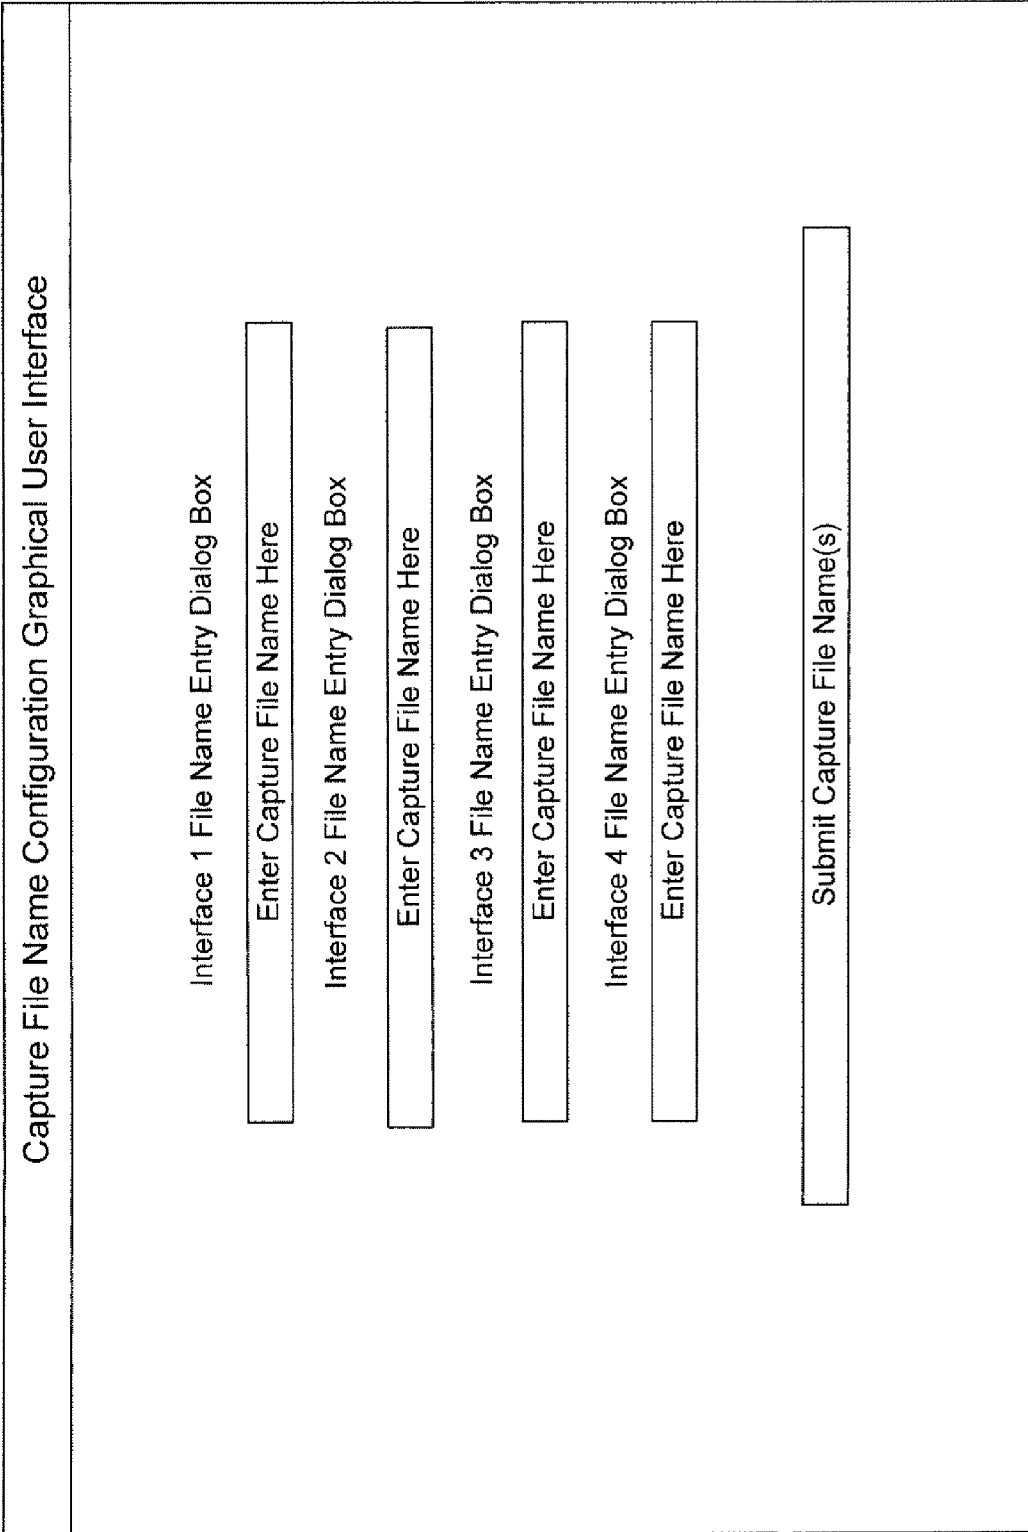 Capture File Name Configuration Graphical User Interface
Interface 1 File Name Entry Dialog Box
Enter Capture File Name Here
Interface 2 File Name Entry Dialog Box
Enter Capture File Name Here
Interface 3 File Name Entry Dialog Box
Enter Capture File Name Here
Interface 4 File Name Entry Dialog Box
Enter Capture File Name Here
Submit Capture File Name(s)